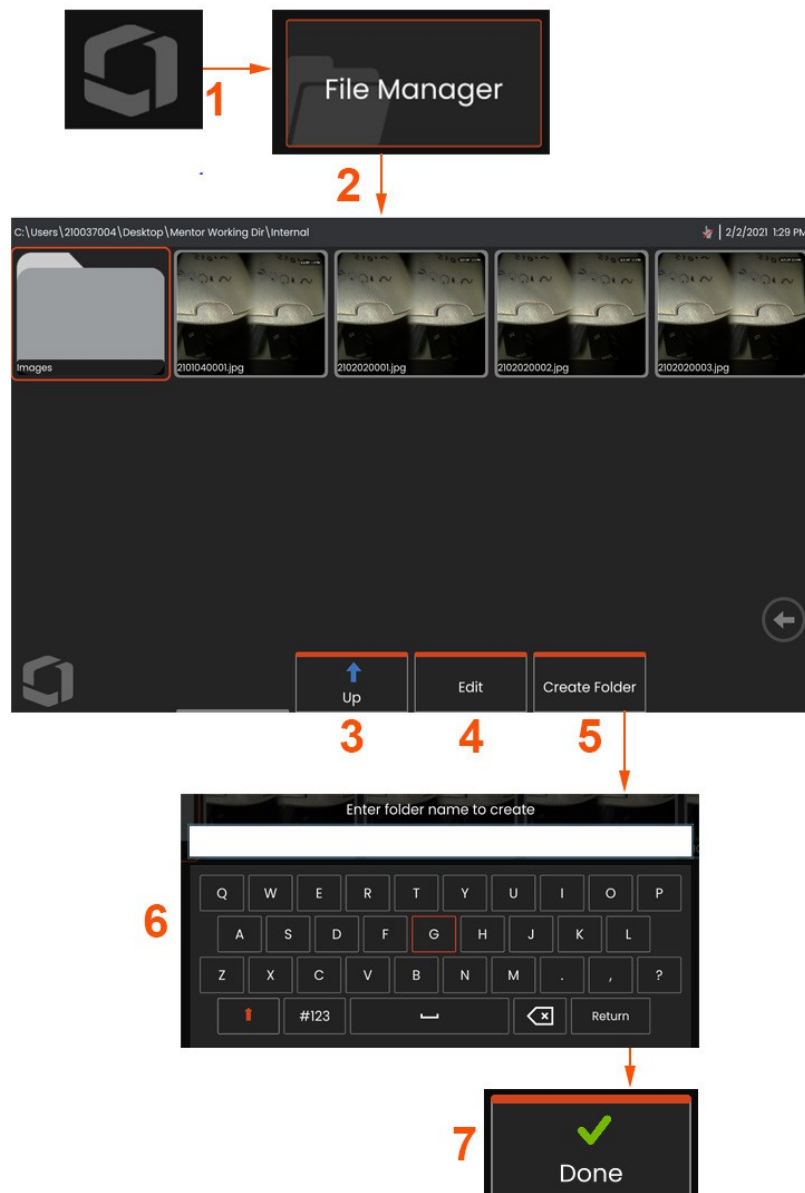 1
File Manager
2
C:\Users\210037004\Desktop\Mentor Working Dir\Internal
2/2/2021 1:29 PM
Images
2101040001.jpg
2102020001.jpg
2102020002.jpg
2102020003.jpg
Up
Edit
Create Folder
3
4
5
Enter folder name to create
Q W E R T Y U I O P
6
A S D F G H J K L
Z X C V B N M . , ?
#123
Return
7
Done